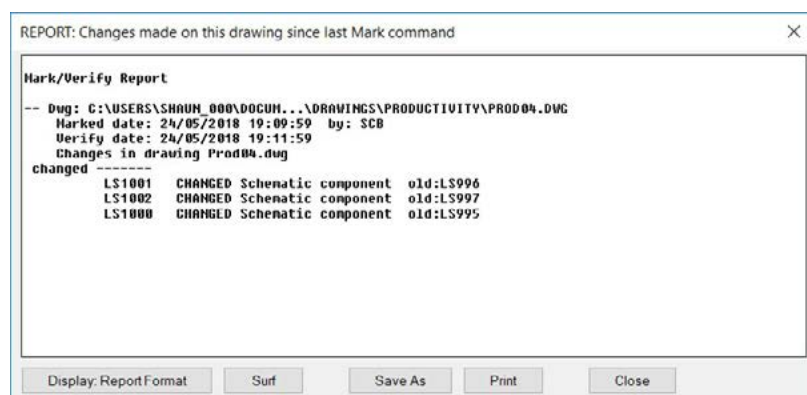 REPORT: Changes made on this drawing since last Mark command
Mark/Verify Report
-- Dwg: C:\USERS\SHAUN_000\DOCUM...\DRAWINGS\PRODUCTIVITY\PROD04.DWG
Marked date: 24/05/2018 19:09:59 by: SCB
Verify date: 24/05/2018 19:11:59
Changes in drawing Prod04.dwg
changed -------
LS1001 CHANGED Schematic component old:LS996
LS1002 CHANGED Schematic component old:LS997
LS1000 CHANGED Schematic component old:LS995
Display: Report Format Surf Save As Print Close